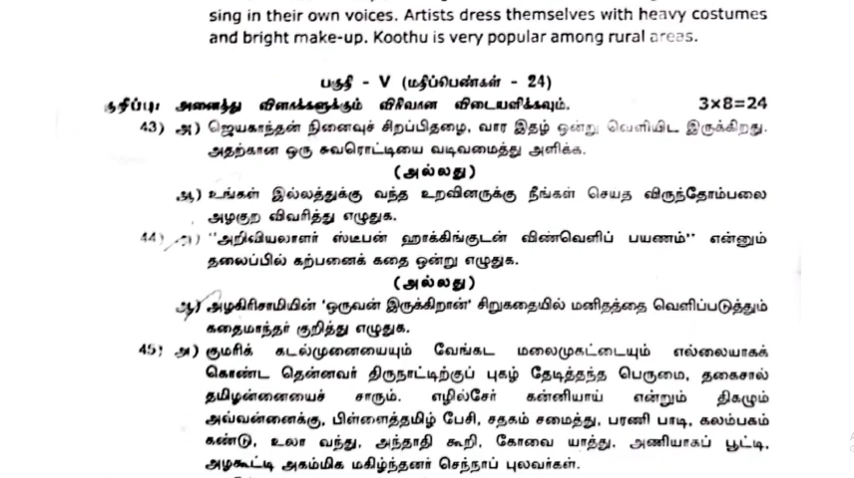 sing in their own voices. Artists dress themselves with heavy costumes
and bright make-up. Koothu is very popular among rural areas.
பகுதி - V (மதிப்பெண்கள் - 24)
குறிப்பு: அனைத்து வினாக்களுக்கும் விரிவான விடையளிக்கவும். 3×8=24
43) அ) ஜெயகாந்தன் நினைவுச் சிறப்பிதழை, வார இதழ் ஒன்று வெளியிட இருக்கிறது.
அதற்கான ஒரு சுவரொட்டியை வடிவமைத்து அளிக்க.
(அல்லது)
ஆ) உங்கள் இல்லத்துக்கு வந்த உறவினருக்கு நீங்கள் செயத விருந்தோம்பலை
அழகுற விவரித்து எழுதுக.
44) அ) "அறிவியலாளர் ஸ்டீபன் ஹாக்கிங்குடன் விண்வெளிப் பயணம்" என்னும்
தலைப்பில் கற்பனைக் கதை ஒன்று எழுதுக.
(அல்லது)
ஆ) அழகிரிசாமியின் 'ஒருவன் இருக்கிறான்' சிறுகதையில் மனிதத்தை வெளிப்படுத்தும்
கதைமாந்தர் குறித்து எழுதுக.
45) அ) குமரிக் கடல்முனையையும் வேங்கட மலைமுகட்டையும் எல்லையாகக்
கொண்ட தென்னவர் திருநாட்டிற்குப் புகழ் தேடித்தந்த பெருமை, தகைசால்
தமிழன்னையைச் சாரும். எழில்சேர் கன்னியாய் என்றும் திகழும்
அவ்வன்னைக்கு, பிள்ளைத்தமிழ் பேசி, சதகம் சமைத்து, பரணி பாடி, கலம்பகம்
கண்டு, உலா வந்து, அந்தாதி கூறி, கோவை யாத்து, அணியாகப் பூட்டி,
அழகூட்டி அகம்மிக மகிழ்ந்தனர் செந்நாப் புலவர்கள்.